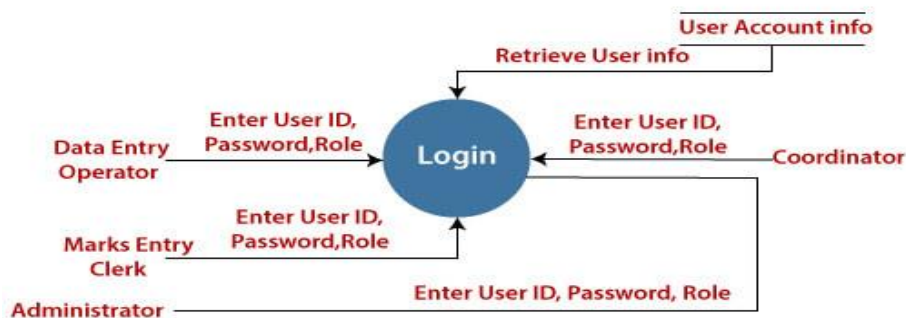 User Account info
Retrieve User info
Enter User ID,
Password,Role
Data Entry
Operator
Login
Enter User ID,
Password,Role
Coordinator
Enter User ID,
Password,Role
Marks Entry
Clerk
Enter User ID, Password, Role
Administrator